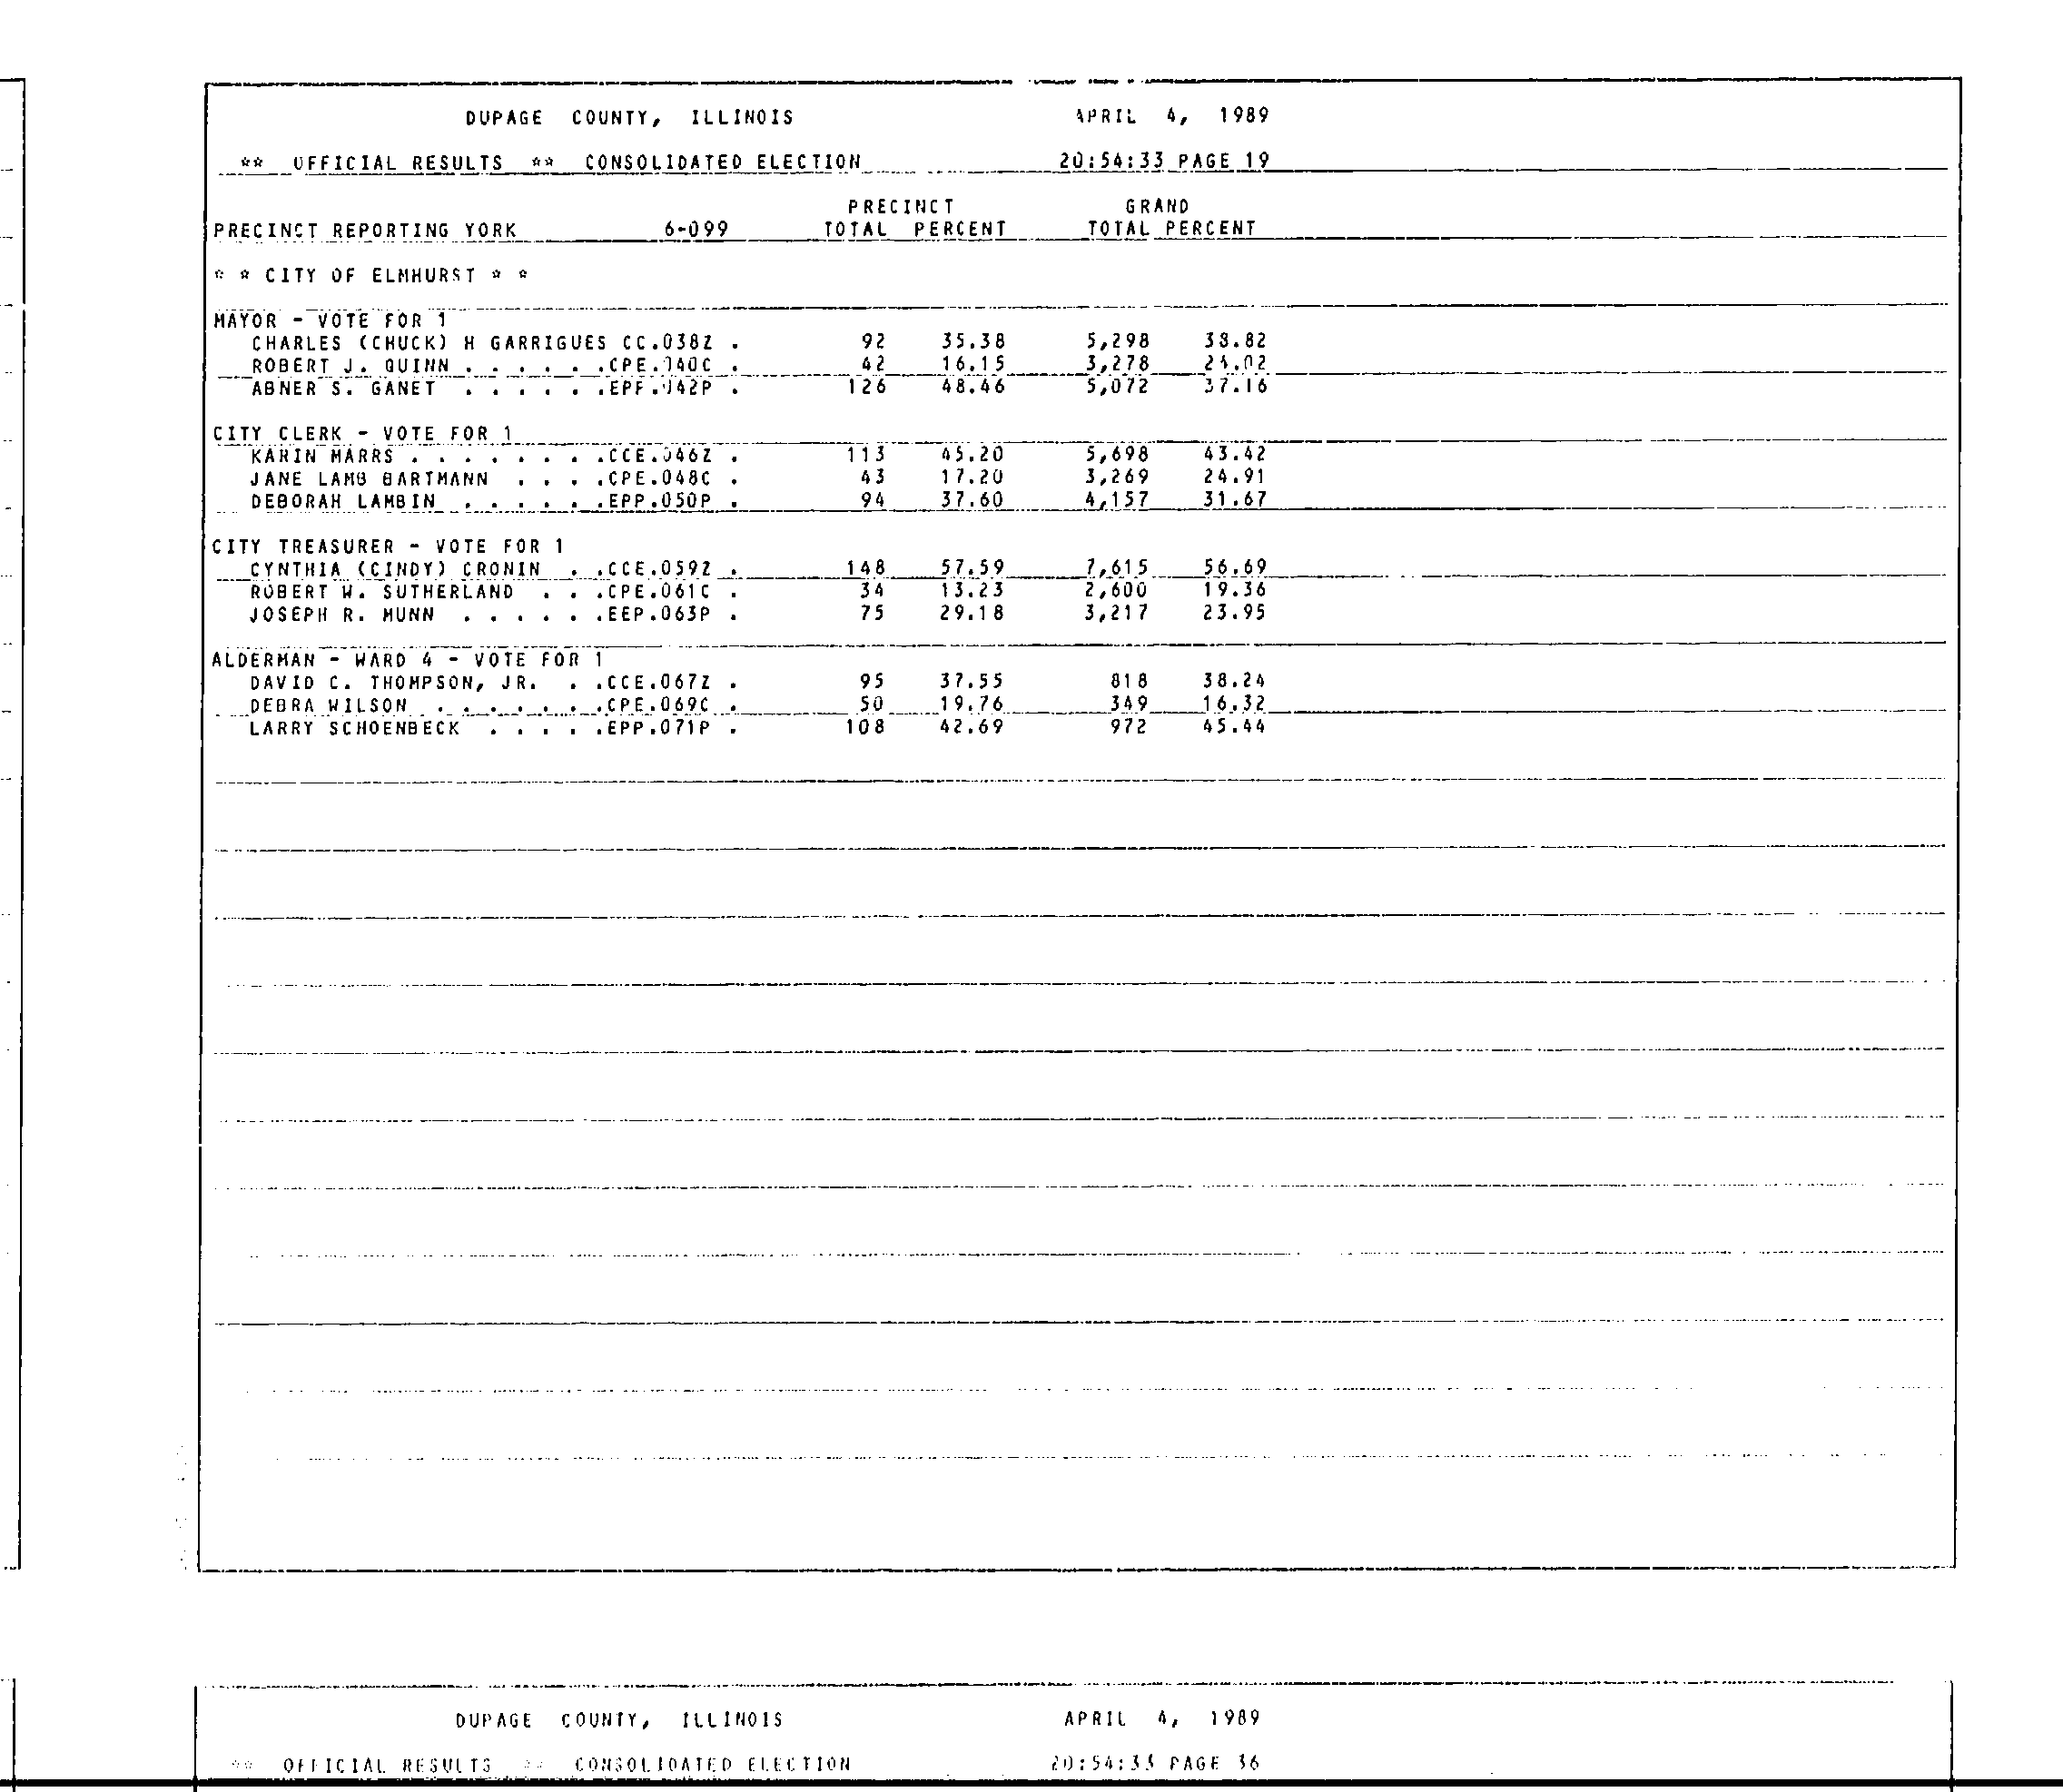 DUPAGE COUNTY, ILLINOIS APRIL 4, 1989
** OFFICIAL RESULTS ** CONSOLIDATED ELECTION 20:54:33 PAGE 19
PRECINCT GRAND
PRECINCT REPORTING YORK 6-099 TOTAL PERCENT TOTAL PERCENT
* * CITY OF ELMHURST * *
MAYOR - VOTE FOR 1
CHARLES (CHUCK) H GARRIGUES CC.038Z . 92 35.38 5,298 38.82
ROBERT J. QUINN . . . . . .CPE.040C . 42 16.15 3,278 24.02
ABNER S. GANET . . . . . .EPF.042P . 126 48.46 5,072 37.16
CITY CLERK - VOTE FOR 1
KARIN MARRS . . . . . . . .CCE.046Z . 113 45.20 5,698 43.42
JANE LAMB BARTMANN . . . .CPE.048C . 43 17.20 3,269 24.91
DEBORAH LAMBIN . . . . . .EPP.050P . 94 37.60 4,157 31.67
CITY TREASURER - VOTE FOR 1
CYNTHIA (CINDY) CRONIN . .CCE.059Z . 148 57.59 7,615 56.69
ROBERT W. SUTHERLAND . . .CPE.061C . 34 13.23 2,600 19.36
JOSEPH R. MUNN . . . . . .EEP.063P . 75 29.18 3,217 23.95
ALDERMAN - WARD 4 - VOTE FOR 1
DAVID C. THOMPSON, JR. . .CCE.067Z . 95 37.55 818 38.24
DEBRA WILSON . . . . . . .CPE.069C . 50 19.76 349 16.32
LARRY SCHOENBECK . . . . .EPP.071P . 108 42.69 972 45.44
DUPAGE COUNTY, ILLINOIS APRIL 4, 1989
** OFFICIAL RESULTS ** CONSOLIDATED ELECTION 20:54:33 PAGE 36